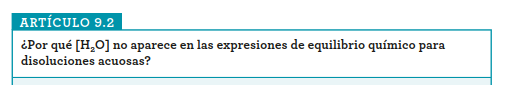 ARTÍCULO 9.2
¿Por qué [H₂O] no aparece en las expresiones de equilibrio químico para
disoluciones acuosas?